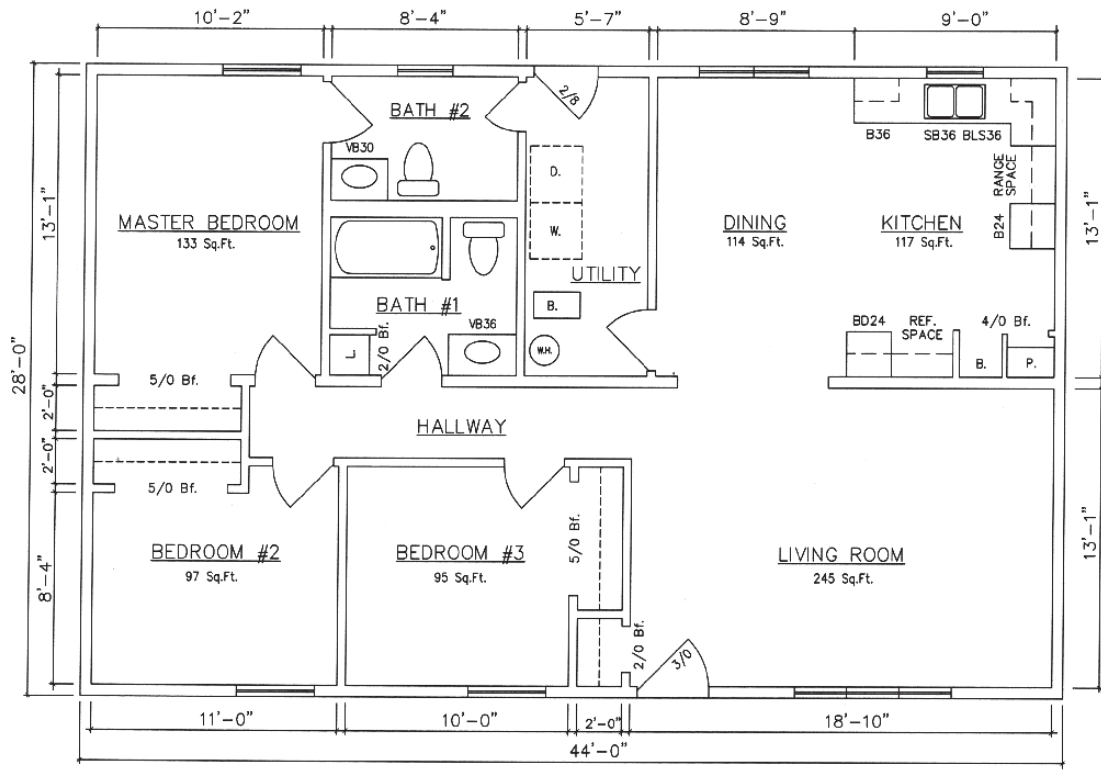 10'-2"
8'-4"
5'-7"
8'-9"
9'-0"
2/8
BATH #2
VB30
B36
SB36 BLS36
RANGE
SPACE
B24
D.
W.
13'-1"
MASTER BEDROOM
133 Sq.Ft.
DINING
114 Sq.Ft.
KITCHEN
117 Sq.Ft.
13'-1"
UTILITY
BATH #1
B.
VB36
L.
2/0 Bf.
W.H.
BD24
REF.
SPACE
4/0 Bf.
B.
P.
28'-0"
5/0 Bf.
2'-0"
HALLWAY
2'-0"
5/0 Bf.
BEDROOM #2
97 Sq.Ft.
BEDROOM #3
95 Sq.Ft.
5/0 Bf.
LIVING ROOM
245 Sq.Ft.
13'-1"
8'-4"
2/0 Bf.
3/0
11'-0"
10'-0"
2'-0"
18'-10"
44'-0"